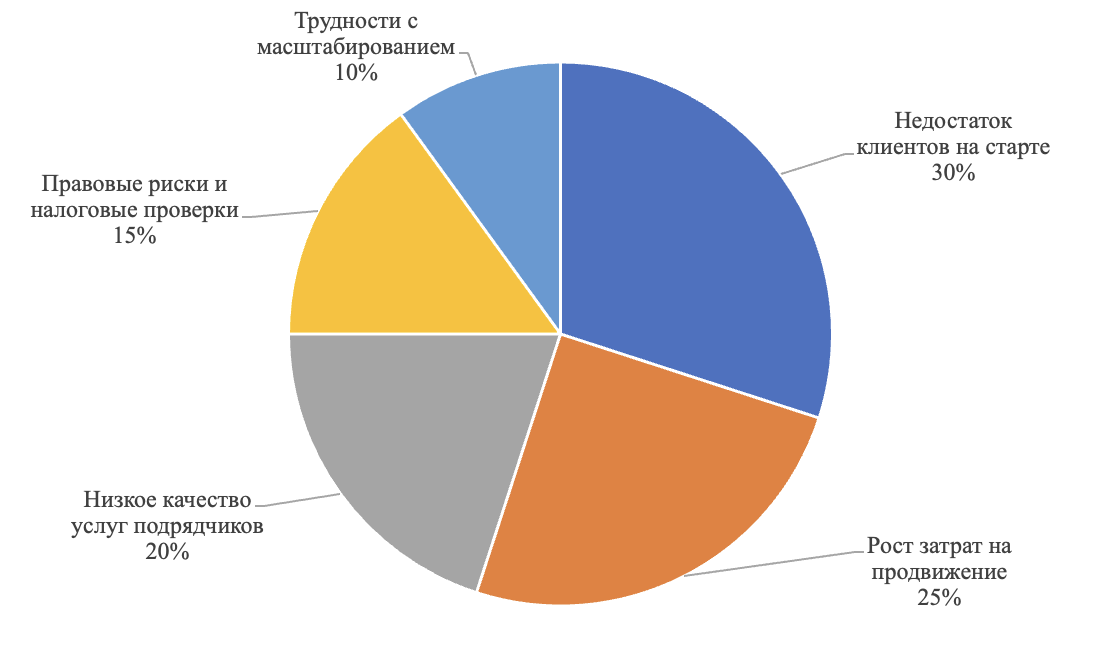 Трудности с
масштабированием
10%
Недостаток
клиентов на старте
30%
Правовые риски и
налоговые проверки
15%
Низкое качество
услуг подрядчиков
20%
Рост затрат на
продвижение
25%